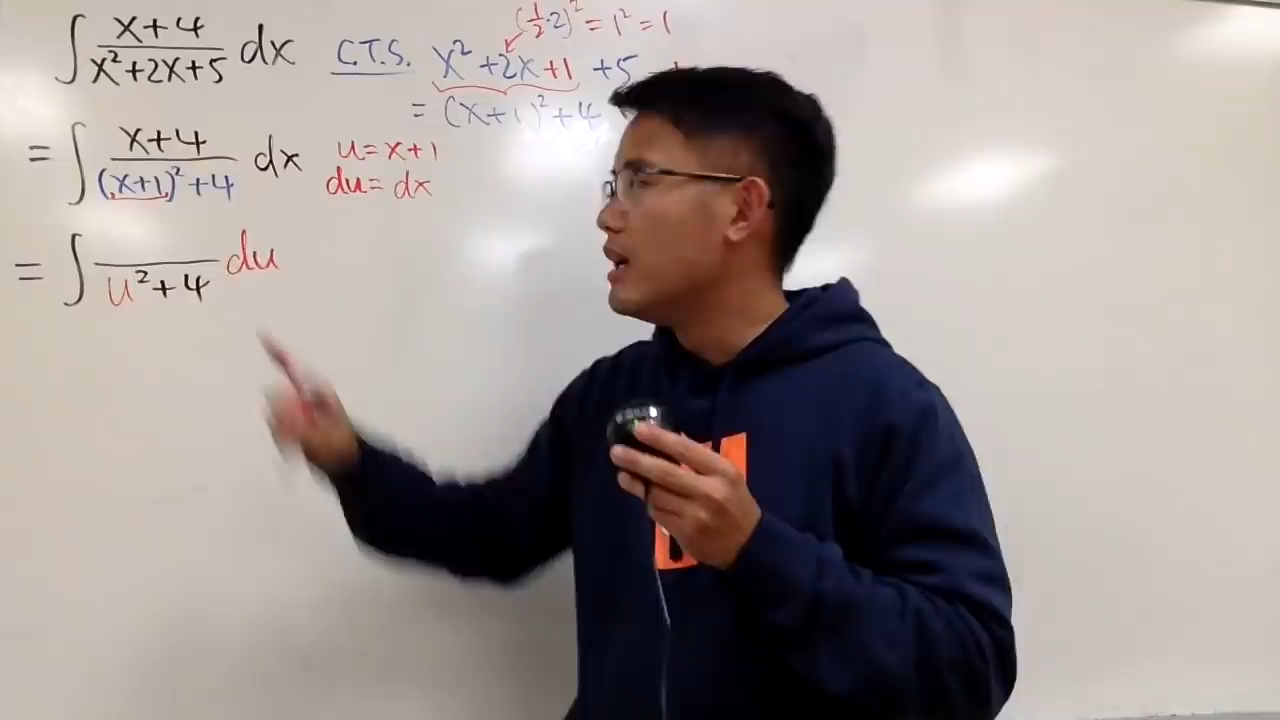 ∫ (x+4)/(x²+2x+5) dx
C.T.S. x²+2x+1 +5
(½·2)² = 1² = 1
= (x+1)²+4
= ∫ (x+4)/((x+1)²+4) dx
u = x+1
du = dx
= ∫ /(u²+4) du